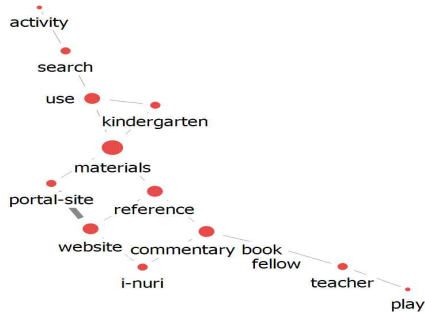 activity
search
use
kindergarten
materials
portal-site
reference
website
commentary book
fellow
i-nuri
teacher
play